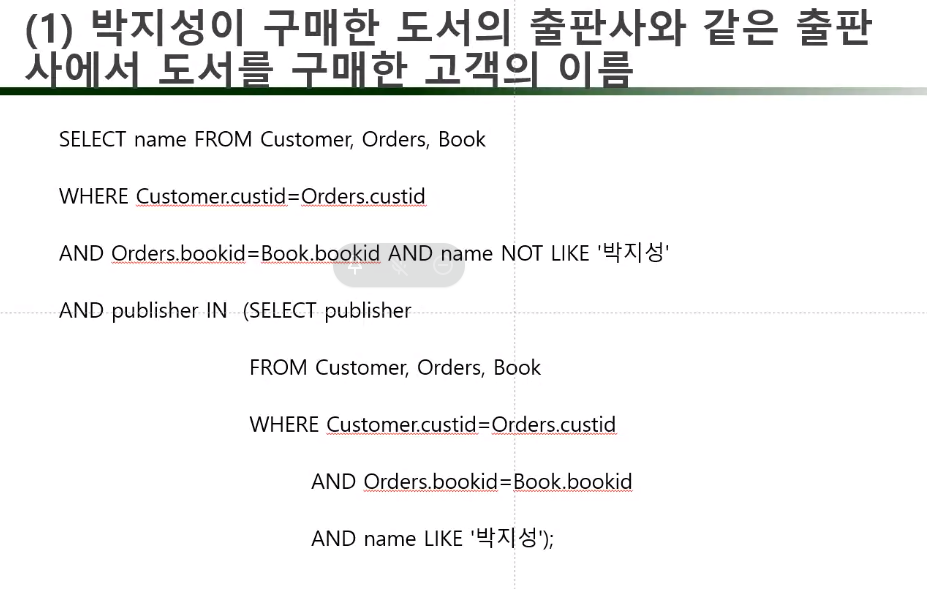 (1) 박지성이 구매한 도서의 출판사와 같은 출판
사에서 도서를 구매한 고객의 이름
SELECT name FROM Customer, Orders, Book
WHERE Customer.custid=Orders.custid
AND Orders.bookid=Book.bookid AND name NOT LIKE '박지성'
AND publisher IN (SELECT publisher
FROM Customer, Orders, Book
WHERE Customer.custid=Orders.custid
AND Orders.bookid=Book.bookid
AND name LIKE '박지성');